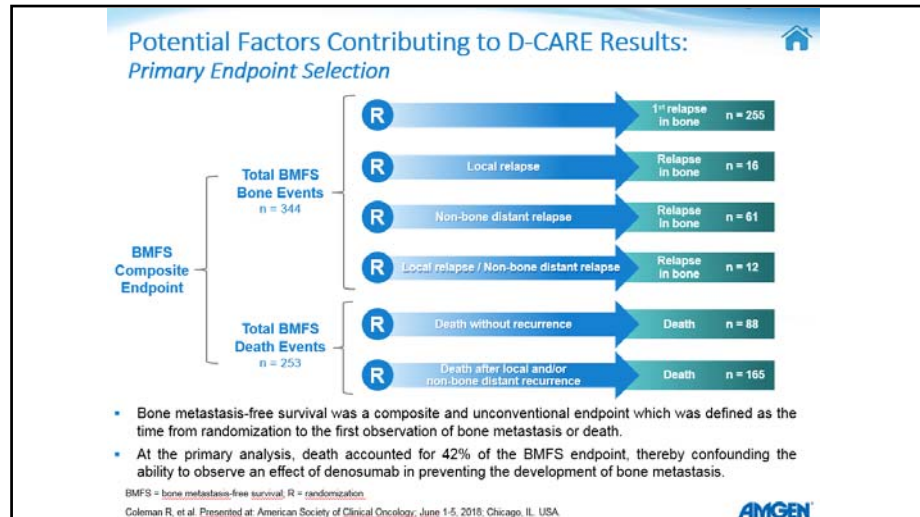 Potential Factors Contributing to D-CARE Results:
Primary Endpoint Selection
BMFS
Composite
Endpoint
Total BMFS
Bone Events
n = 344
R
1st relapse
in bone
n = 255
R
Local relapse
Relapse
in bone
n = 16
R
Non-bone distant relapse
Relapse
in bone
n = 61
R
Local relapse / Non-bone distant relapse
Relapse
in bone
n = 12
Total BMFS
Death Events
n = 253
R
Death without recurrence
Death
n = 88
R
Death after local and/or
non-bone distant recurrence
Death
n = 165
▪ Bone metastasis-free survival was a composite and unconventional endpoint which was defined as the
time from randomization to the first observation of bone metastasis or death.
▪ At the primary analysis, death accounted for 42% of the BMFS endpoint, thereby confounding the
ability to observe an effect of denosumab in preventing the development of bone metastasis.
BMFS = bone metastasis-free survival; R = randomization
Coleman R, et al. Presented at: American Society of Clinical Oncology; June 1-5, 2018; Chicago, IL. USA.
AMGEN